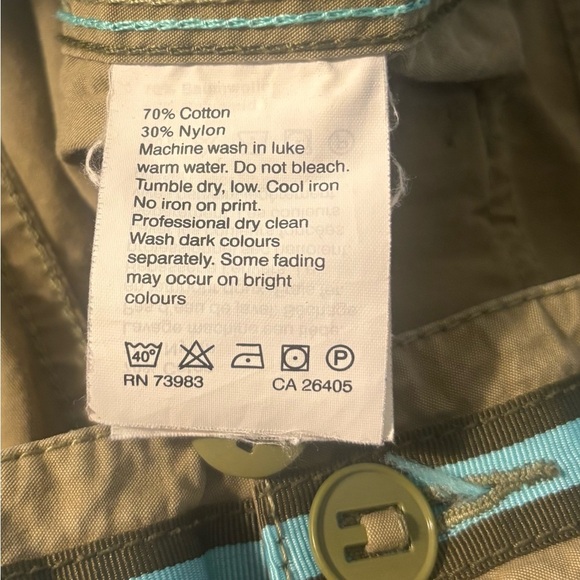 70% Cotton
30% Nylon
Machine wash in luke
warm water. Do not bleach.
Tumble dry, low. Cool iron
No iron on print.
Professional dry clean
Wash dark colours
separately. Some fading
may occur on bright
colours
40° P
RN 73983 CA 26405